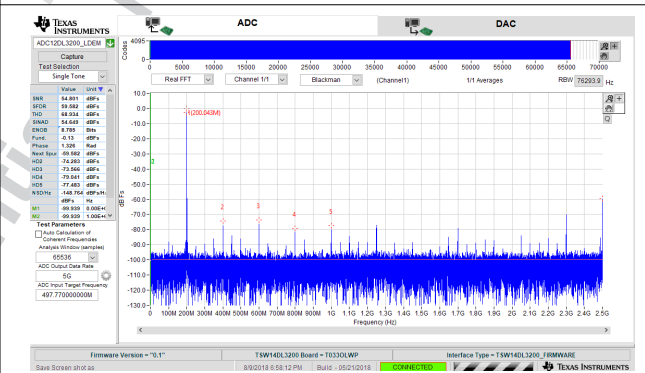 TEXAS INSTRUMENTS
ADC
DAC
ADC12DL3200_LDEM
Capture
Test Selection
Single Tone
Value Unit
SNR 54.801 dBFs
SFDR 59.582 dBFs
THD 68.934 dBFs
SINAD 54.649 dBFs
ENOB 8.785 Bits
Fund. -0.13 dBFs
Phase 1.326 Rad
Next Spur -59.582 dBFs
HD2 -74.283 dBFs
HD3 -73.566 dBFs
HD4 -79.041 dBFs
HD5 -77.483 dBFs
NSD/Hz -148.764 dBFs/H
dBFs Hz
M1 -99.939 0.00E+
M2 -99.939 1.00E+
Test Parameters
Auto Calculation of
Coherent Frequencies
Analysis Window (samples)
65536
ADC Output Data Rate
5G
ADC Input Target Frequency
497.770000000M
Codes
4095
0
0 5000 10000 15000 20000 25000 30000 35000 40000 45000 50000 55000 60000 65000 70000
Real FFT Channel 1/1 Blackman (Channel1) 1/1 Averages RBW 76293.9 Hz
10.0
0.0
-10.0
-20.0
-30.0
-40.0
-50.0
-60.0
-70.0
-80.0
-90.0
-100.0
-110.0
-120.0
-130.0
dBFs
1(200.043M)
2
2
3
4
5
0 100M 200M 300M 400M 500M 600M 700M 800M 900M 1G 1.1G 1.2G 1.3G 1.4G 1.5G 1.6G 1.7G 1.8G 1.9G 2G 2.1G 2.2G 2.3G 2.4G 2.5G
Frequency (Hz)
Firmware Version = "0.1" TSW14DL3200 Board = T033OLWP Interface Type = TSW14DL3200_FIRMWARE
Save Screen shot as 8/9/2018 6:58:12 PM Build - 05/21/2018 CONNECTED TEXAS INSTRUMENTS